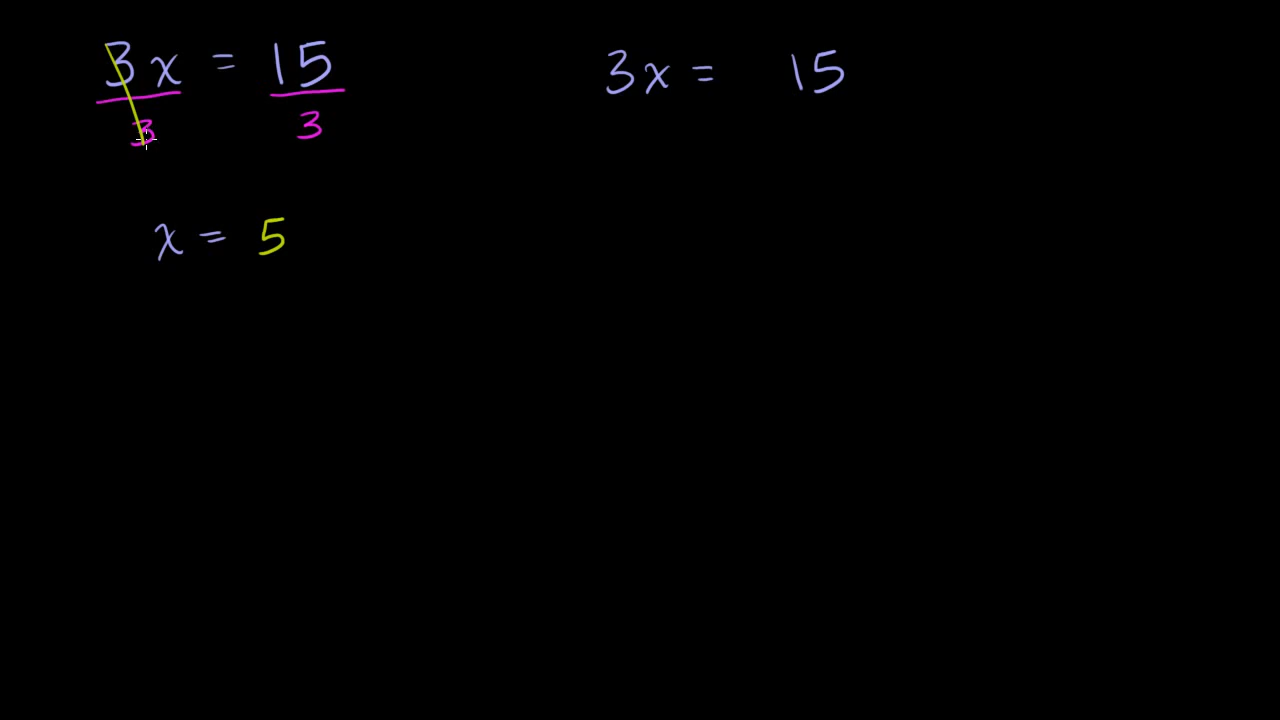 3x = 15
3 3
x = 5
3x = 15